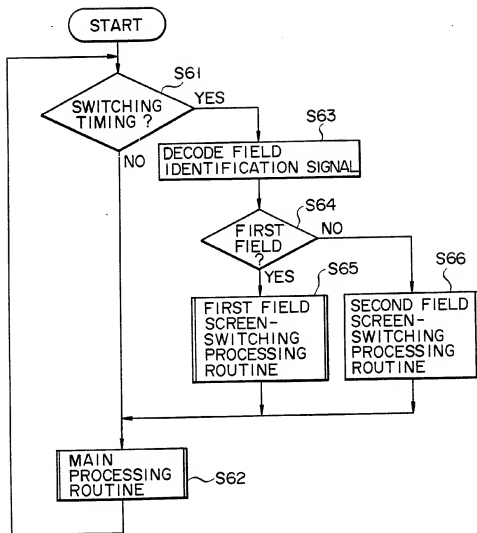 START
S61
SWITCHING
TIMING ?
YES
NO
S63
DECODE FIELD
IDENTIFICATION SIGNAL
S64
FIRST
FIELD
?
NO
YES
S65
FIRST FIELD
SCREEN-
SWITCHING
PROCESSING
ROUTINE
S66
SECOND FIELD
SCREEN-
SWITCHING
PROCESSING
ROUTINE
MAIN
PROCESSING
ROUTINE
S62